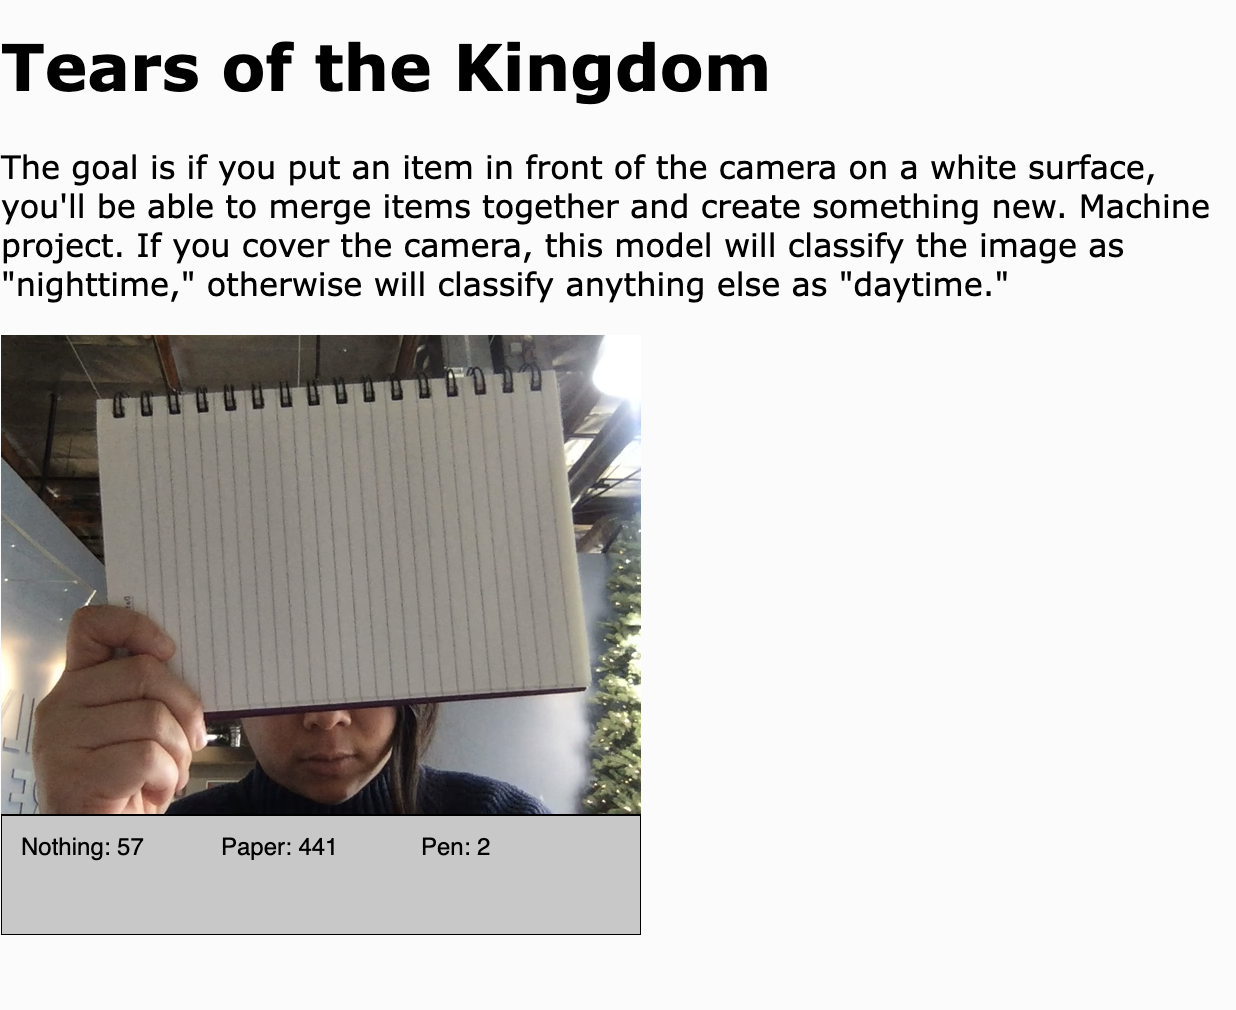 Tears of the Kingdom
The goal is if you put an item in front of the camera on a white surface,
you'll be able to merge items together and create something new. Machine
project. If you cover the camera, this model will classify the image as
"nighttime," otherwise will classify anything else as "daytime."
Nothing: 57 Paper: 441 Pen: 2